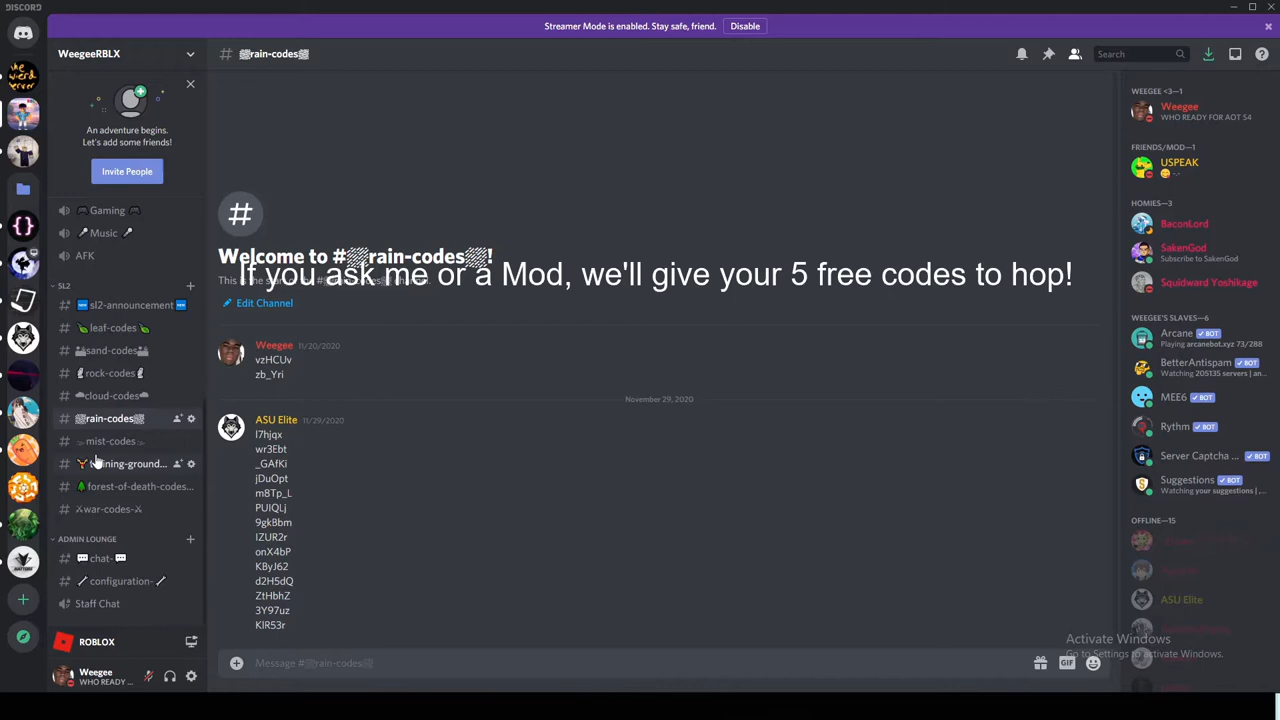 DISCORD
Streamer Mode is enabled. Stay safe, friend.
Disable
WeegeeRBLX
rain-codes
Search
An adventure begins.
Let's add some friends!
Invite People
Gaming
Music
AFK
SL2
sl2-announcement
leaf-codes
sand-codes
rock-codes
cloud-codes
rain-codes
mist-codes
ining-ground...
forest-of-death-codes...
war-codes-
ADMIN LOUNGE
chat-
configuration-
Staff Chat
ROBLOX
Weegee
WHO READY ...
Welcome to #rain-codes!
If you ask me or a Mod, we'll give your 5 free codes to hop!
Edit Channel
Weegee 11/20/2020
vzHCUv
zb_Yri
November 29, 2020
ASU Elite 11/29/2020
l7hjqx
wr3Ebt
_GAfKi
jDuOpt
m8Tp_L
PUIQLj
9gkBbm
IZUR2r
onX4bP
KByJ62
d2H5dQ
ZtHbhZ
3Y97uz
KlR53r
Message #rain-codes
GIF
WEEGEE <3—1
Weegee
WHO READY FOR AOT S4
FRIENDS/MOD—1
USPEAK
-.-
HOMIES—3
BaconLord
SakenGod
Subscribe to SakenGod
Squidward Yoshikage
WEEGEE'S SLAVES—6
Arcane BOT
Playing arcanebot.xyz 73/288
BetterAntispam BOT
Watching 205135 servers | an...
MEE6 BOT
Rythm BOT
Server Captcha ... BOT
Suggestions BOT
Watching your suggestions | ,...
OFFLINE—15
ASU Elite
Activate Windows
Go to Settings to activate Windows.